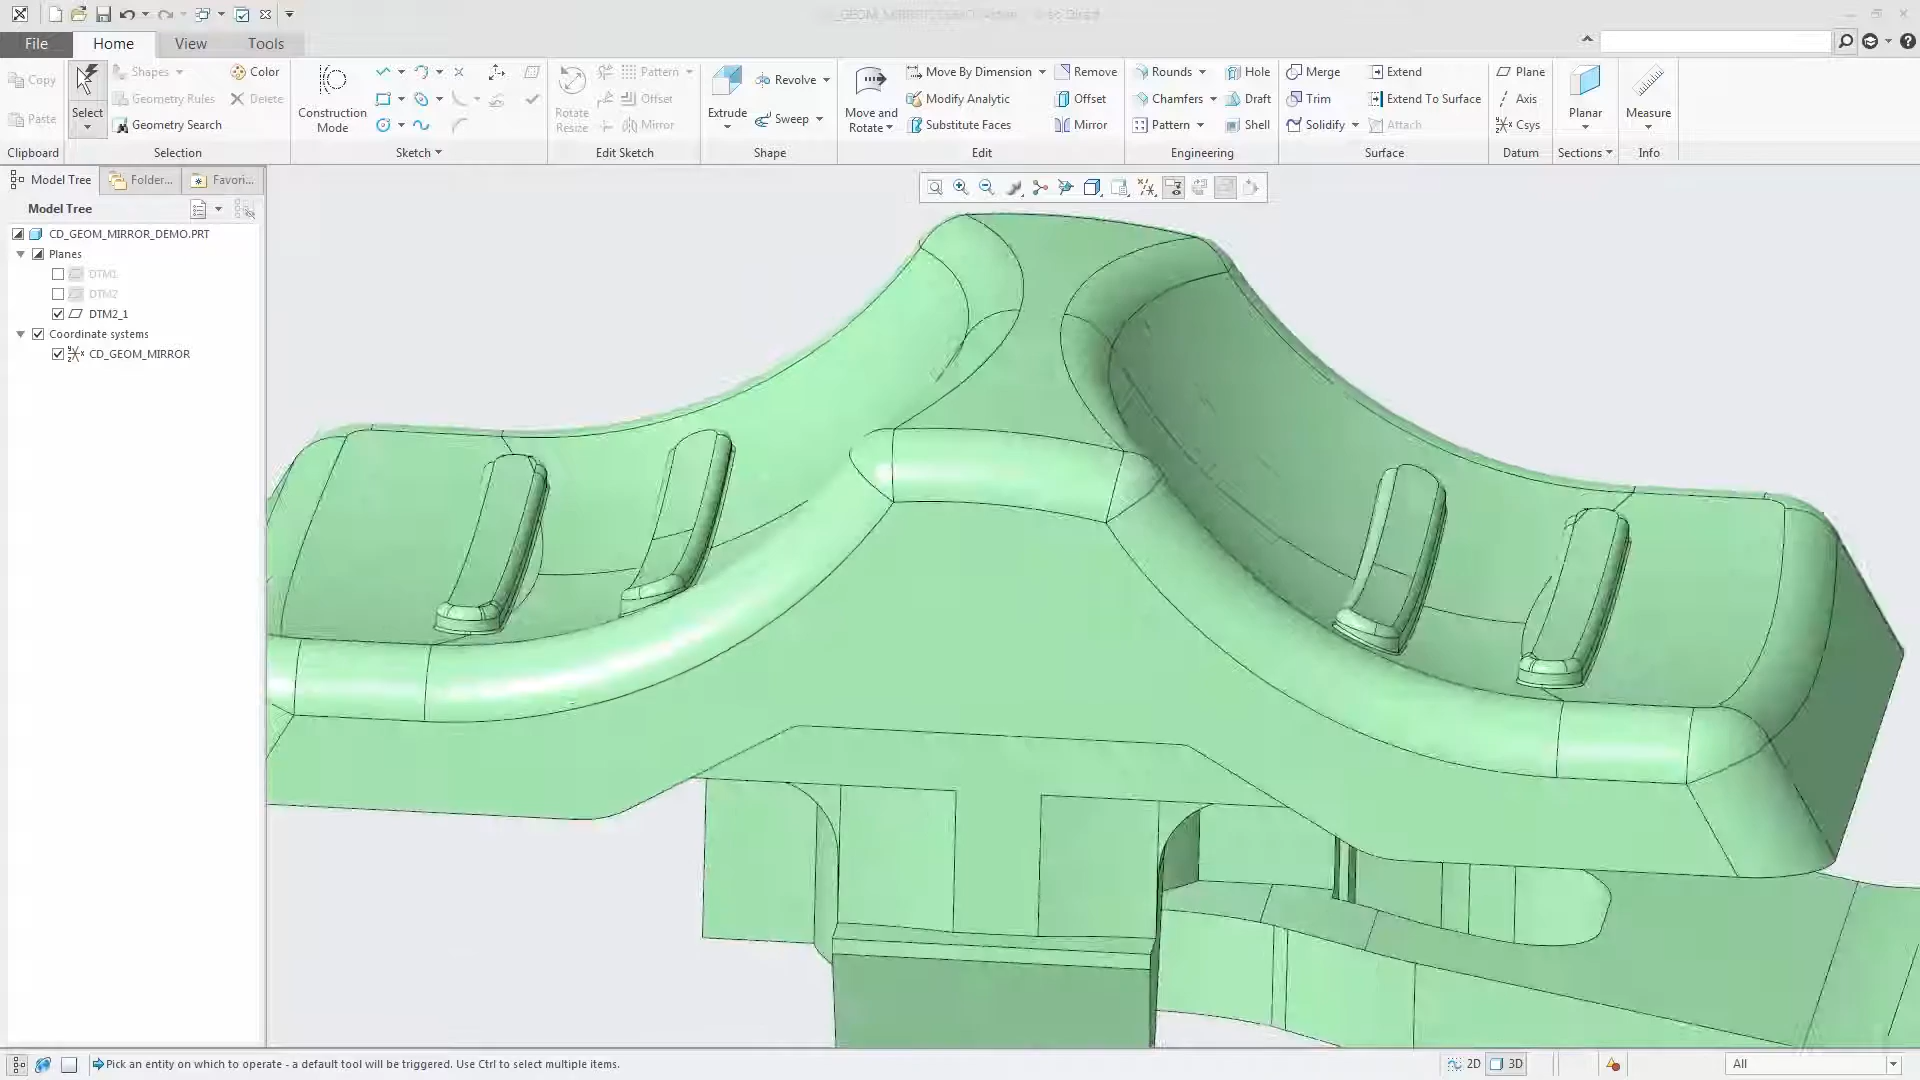 File Home View Tools
Copy
Paste
Clipboard
Select
Shapes
Geometry Rules
Delete
Color
Geometry Search
Selection
Construction
Mode
Sketch
Rotate
Resize
Pattern
Offset
Mirror
Edit Sketch
Extrude
Revolve
Sweep
Shape
Move and
Rotate
Move By Dimension
Modify Analytic
Substitute Faces
Remove
Offset
Mirror
Edit
Rounds
Chamfers
Pattern
Hole
Draft
Shell
Engineering
Merge
Trim
Solidify
Extend
Extend To Surface
Attach
Surface
Plane
Axis
Csys
Datum
Planar
Sections
Measure
Info
Model Tree Folder... Favori...
Model Tree
CD_GEOM_MIRROR_DEMO.PRT
Planes
DTM1
DTM2
DTM2_1
Coordinate systems
CD_GEOM_MIRROR
Pick an entity on which to operate - a default tool will be triggered. Use Ctrl to select multiple items.
2D 3D
All